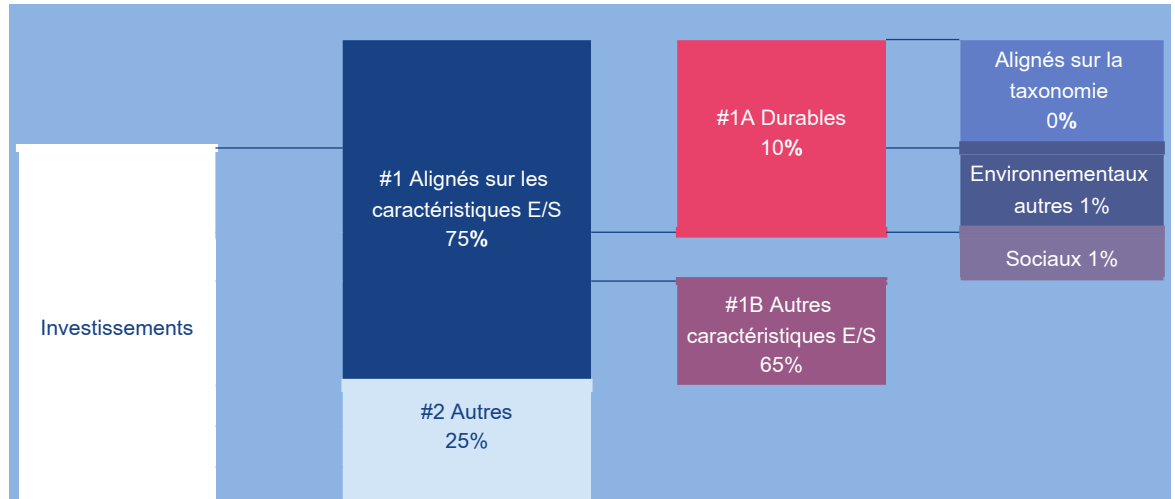 Investissements
#1 Alignés sur les
caractéristiques E/S
75%
#2 Autres
25%
#1A Durables
10%
#1B Autres
caractéristiques E/S
65%
Alignés sur la
taxonomie
0%
Environnementaux
autres 1%
Sociaux 1%